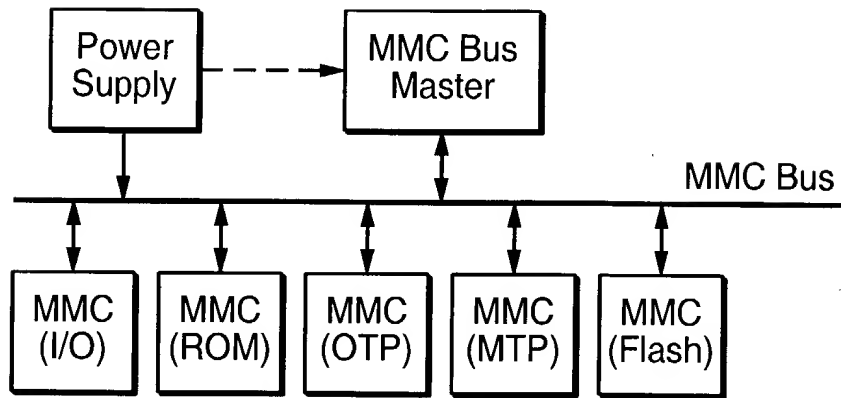 Power
Supply
MMC Bus
Master
MMC Bus
MMC
(I/O)
MMC
(ROM)
MMC
(OTP)
MMC
(MTP)
MMC
(Flash)